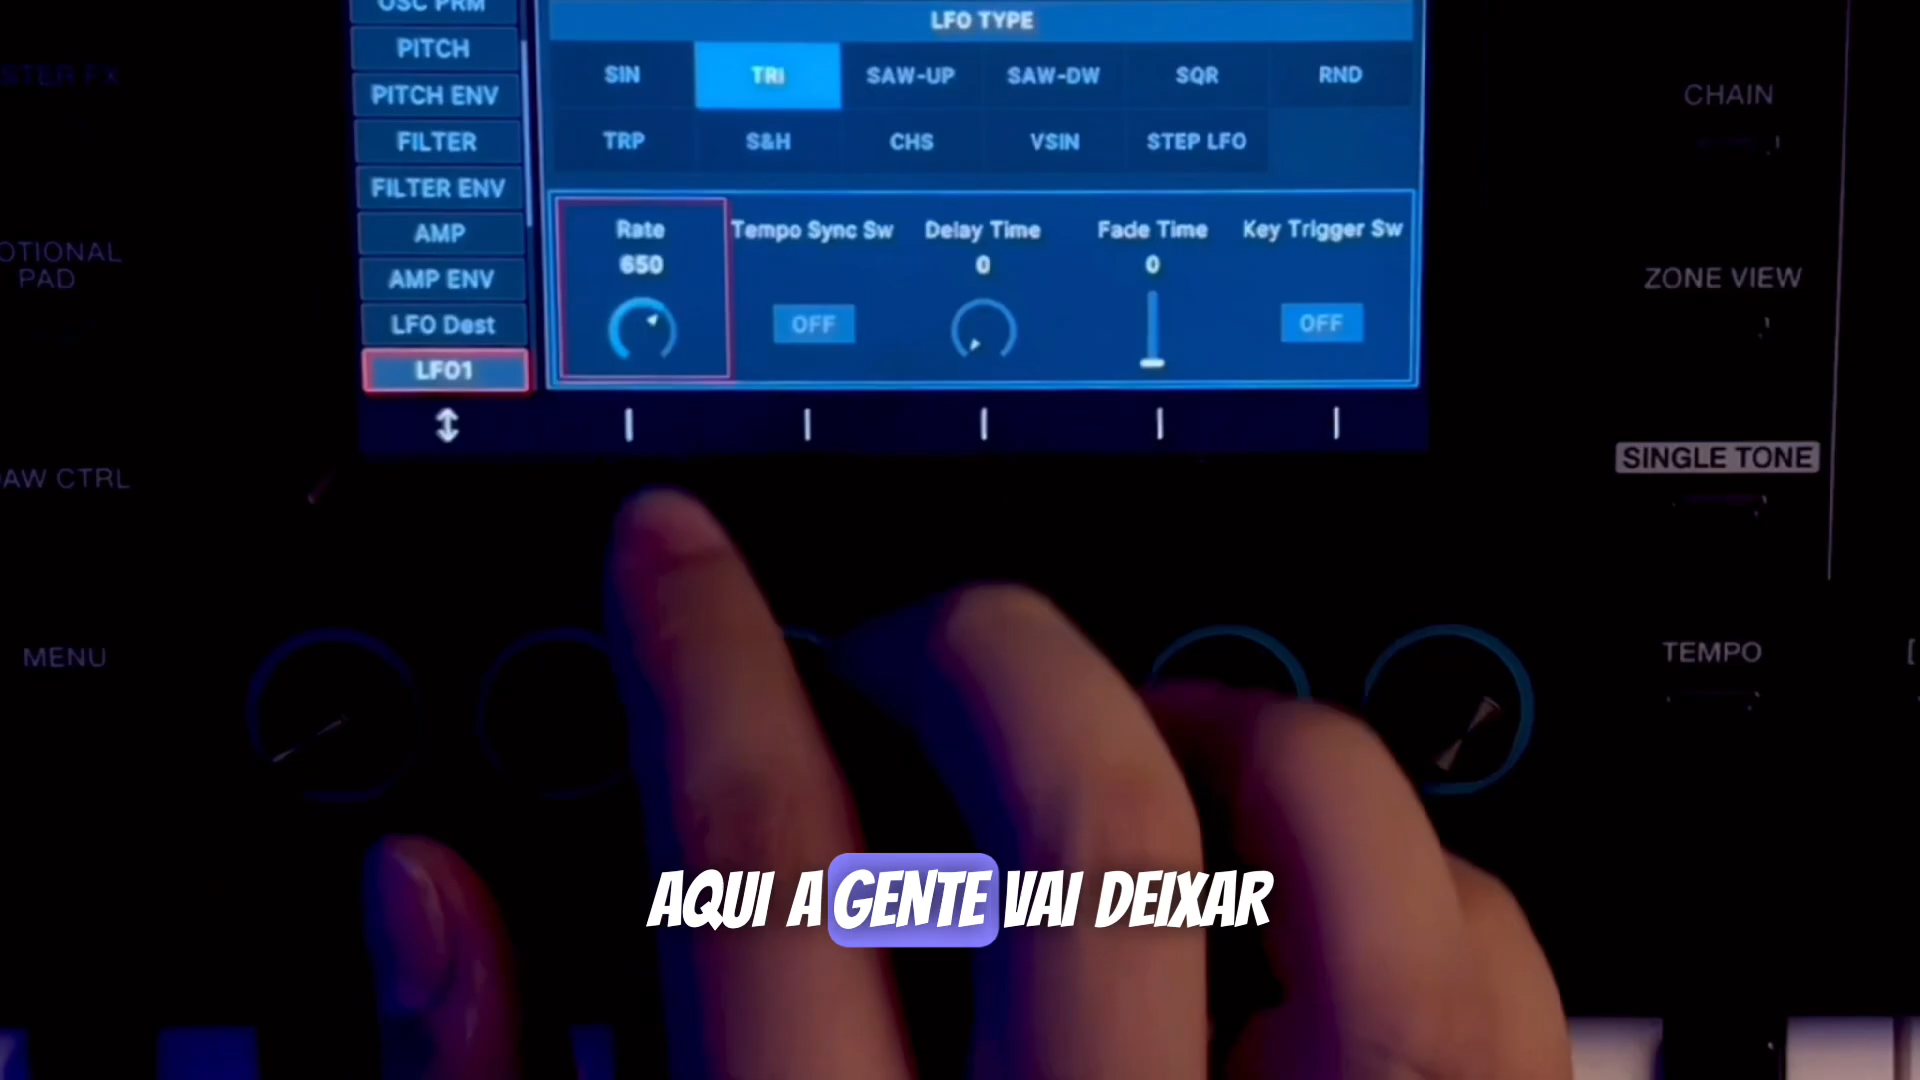 OSC PRM
PITCH
PITCH ENV
FILTER
FILTER ENV
AMP
AMP ENV
LFO Dest
LFO1
LFO TYPE
SIN TRI SAW-UP SAW-DW SQR RND
TRP S&H CHS VSIN STEP LFO
Rate Tempo Sync Sw Delay Time Fade Time Key Trigger Sw
650 0 0
OFF OFF
STER FX
OTIONAL
PAD
AW CTRL
MENU
CHAIN
ZONE VIEW
SINGLE TONE
TEMPO
AQUI A GENTE VAI DEIXAR